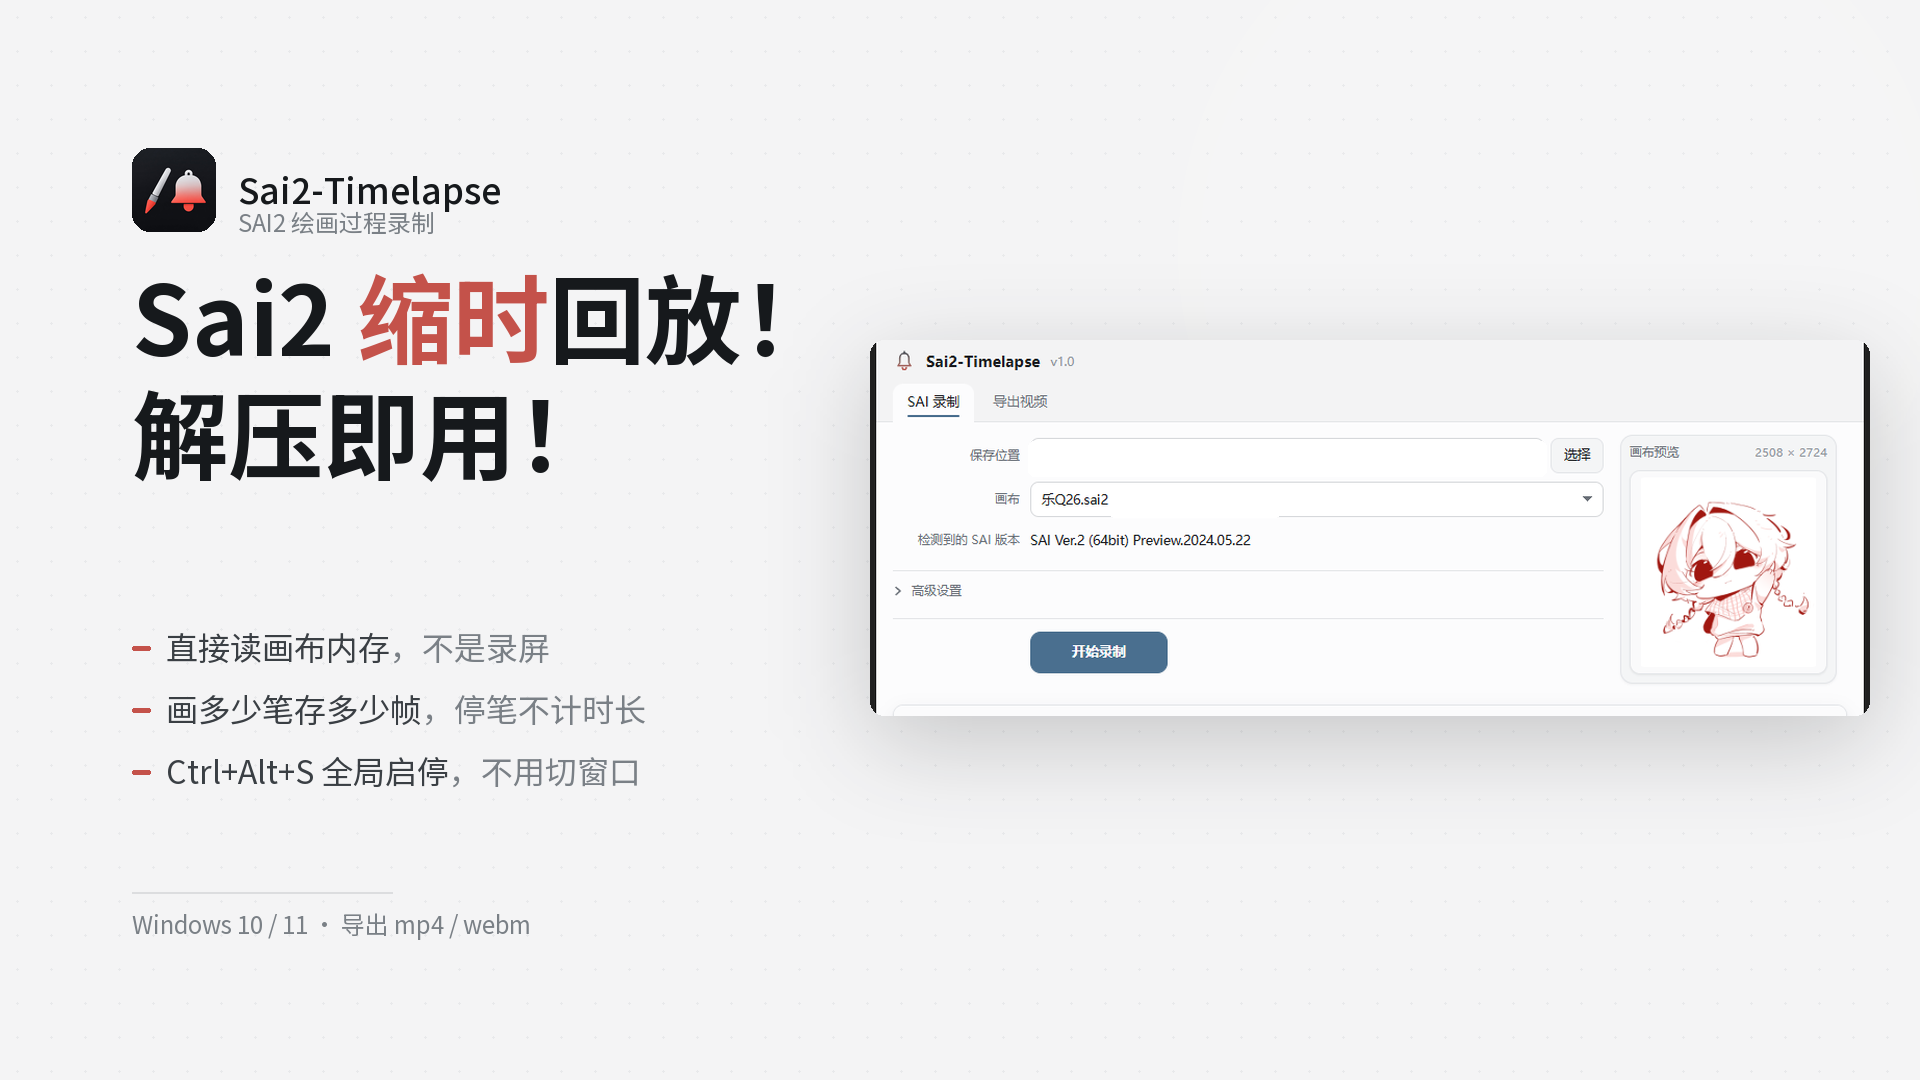 Sai2-Timelapse
SAI2 绘画过程录制
Sai2 缩时回放！
解压即用！
直接读画布内存，不是录屏
画多少笔存多少帧，停笔不计时长
Ctrl+Alt+S 全局启停，不用切窗口
Windows 10 / 11 · 导出 mp4 / webm
Sai2-Timelapse v1.0
SAI 录制 导出视频
保存位置 选择
画布 乐Q26.sai2
检测到的 SAI 版本 SAI Ver.2 (64bit) Preview.2024.05.22
高级设置
开始录制
画布预览 2508 × 2724